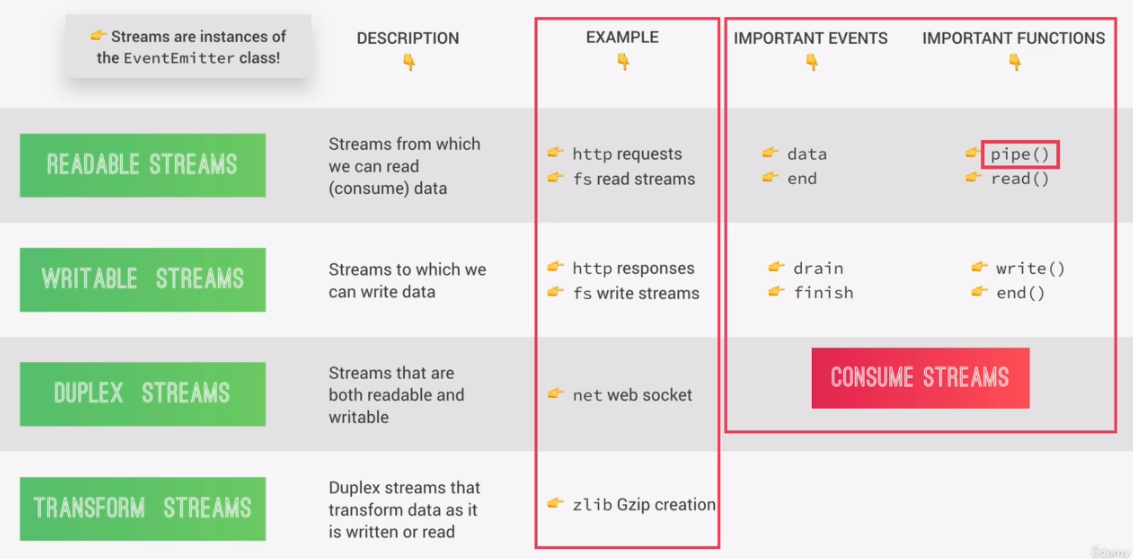 👉 Streams are instances of
the EventEmitter class!
DESCRIPTION
👇
EXAMPLE
👇
IMPORTANT EVENTS
👇
IMPORTANT FUNCTIONS
👇
READABLE STREAMS
Streams from which
we can read
(consume) data
👉 http requests
👉 fs read streams
👉 data
👉 end
👉 pipe()
👉 read()
WRITABLE STREAMS
Streams to which we
can write data
👉 http responses
👉 fs write streams
👉 drain
👉 finish
👉 write()
👉 end()
DUPLEX STREAMS
Streams that are
both readable and
writable
👉 net web socket
CONSUME STREAMS
TRANSFORM STREAMS
Duplex streams that
transform data as it
is written or read
👉 zlib Gzip creation
ûdemy